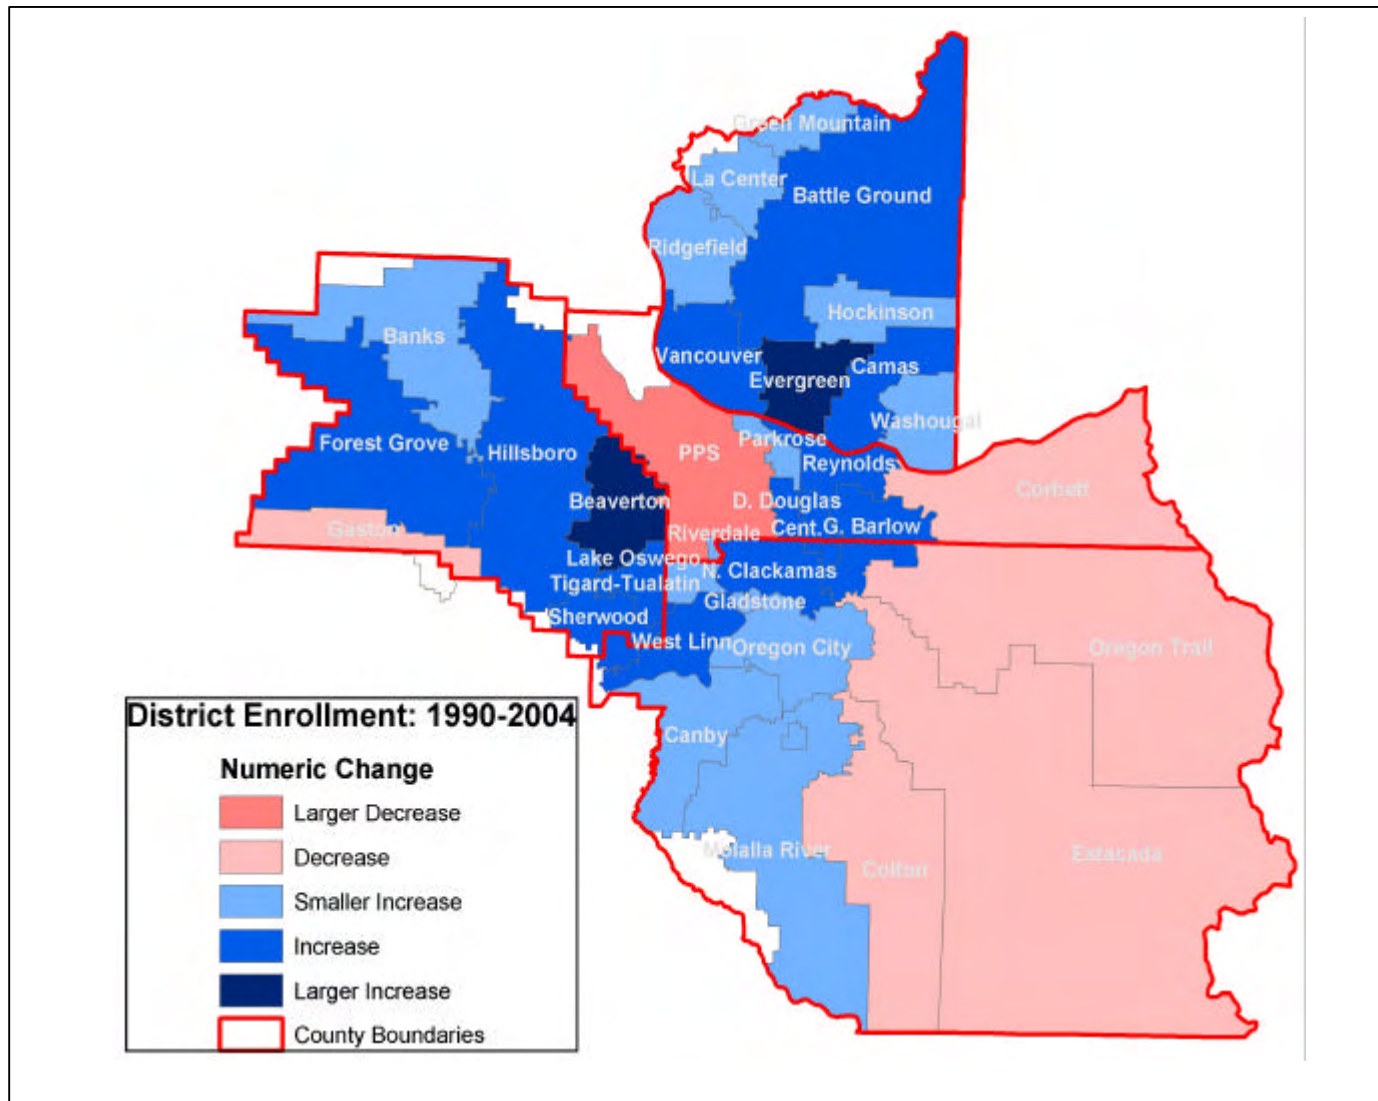 Green Mountain
La Center
Battle Ground
Ridgefield
Hockinson
Banks
Vancouver
Camas
Evergreen
Washougal
Forest Grove
Hillsboro
PPS
Parkrose
Reynolds
Corbett
Beaverton
D. Douglas
Gaston
Riverdale
Cent.
G. Barlow
Lake Oswego
N. Clackamas
Tigard-Tualatin
Gladstone
Sherwood
West Linn
Oregon City
Oregon Trail
Canby
Molalla River
Colton
Estacada
District Enrollment: 1990-2004
Numeric Change
Larger Decrease
Decrease
Smaller Increase
Increase
Larger Increase
County Boundaries